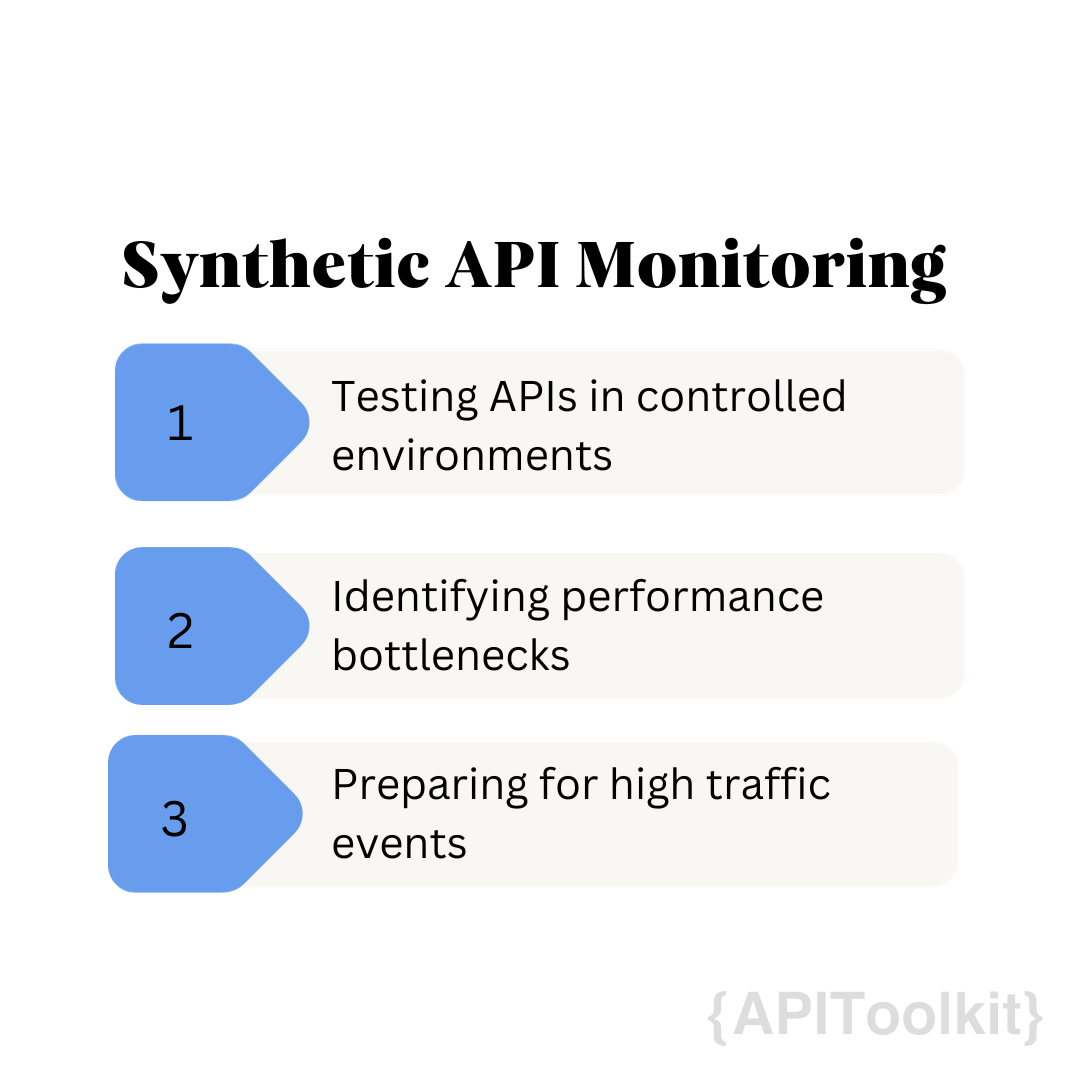 Synthetic API Monitoring
1
Testing APIs in controlled
environments
2
Identifying performance
bottlenecks
3
Preparing for high traffic
events
{APIToolkit}